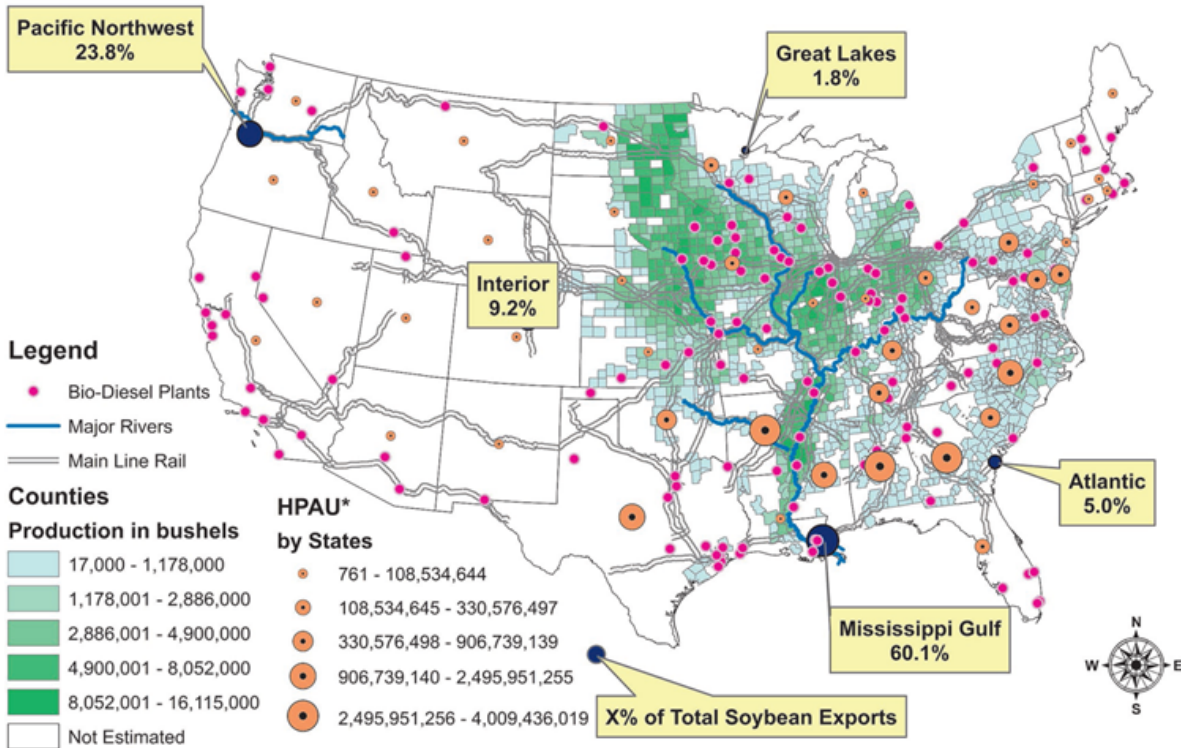 Pacific Northwest
23.8%
Great Lakes
1.8%
Interior
9.2%
Atlantic
5.0%
Mississippi Gulf
60.1%
X% of Total Soybean Exports
Legend
Bio-Diesel Plants
Major Rivers
Main Line Rail
Counties
Production in bushels
17,000 - 1,178,000
1,178,001 - 2,886,000
2,886,001 - 4,900,000
4,900,001 - 8,052,000
8,052,001 - 16,115,000
Not Estimated
HPAU*
by States
761 - 108,534,644
108,534,645 - 330,576,497
330,576,498 - 906,739,139
906,739,140 - 2,495,951,255
2,495,951,256 - 4,009,436,019
N
W
E
S